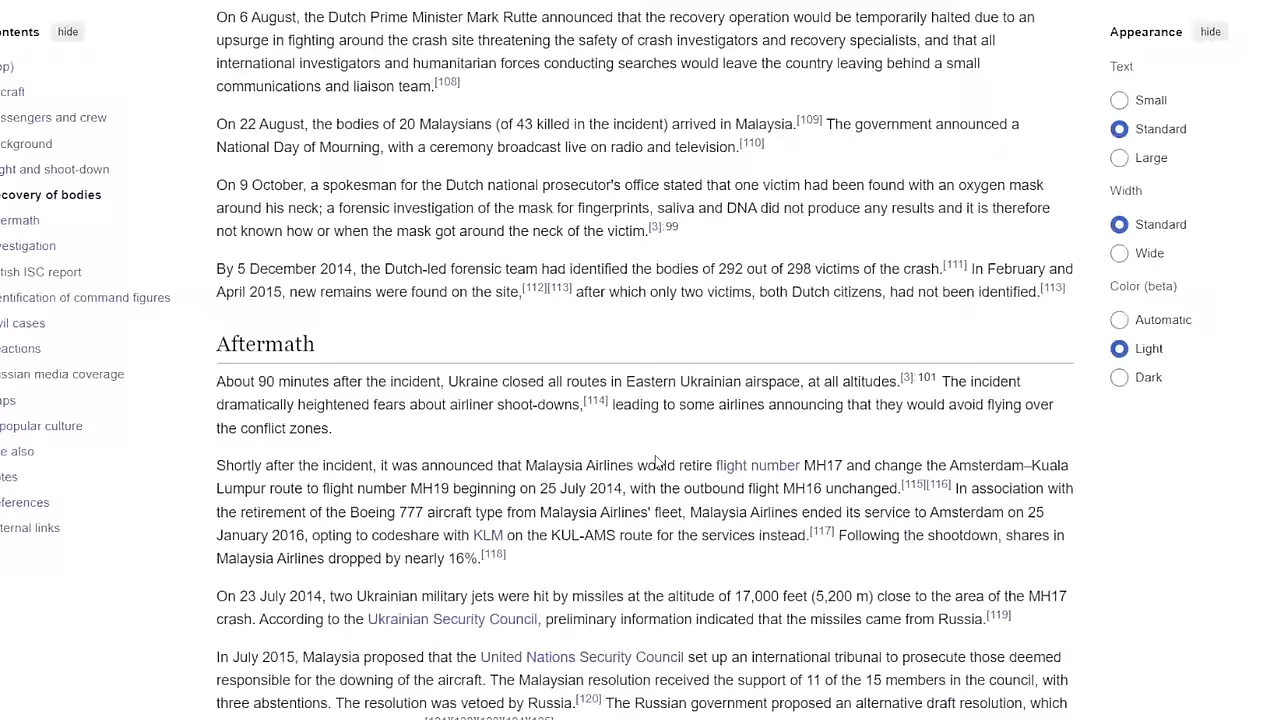 ontents hide
op)
craft
ssengers and crew
ckground
ght and shoot-down
ecovery of bodies
ermath
vestigation
itish ISC report
entification of command figures
vil cases
eactions
ssian media coverage
aps
popular culture
e also
otes
eferences
ternal links
On 6 August, the Dutch Prime Minister Mark Rutte announced that the recovery operation would be temporarily halted due to an
upsurge in fighting around the crash site threatening the safety of crash investigators and recovery specialists, and that all
international investigators and humanitarian forces conducting searches would leave the country leaving behind a small
communications and liaison team.[108]
On 22 August, the bodies of 20 Malaysians (of 43 killed in the incident) arrived in Malaysia.[109] The government announced a
National Day of Mourning, with a ceremony broadcast live on radio and television.[110]
On 9 October, a spokesman for the Dutch national prosecutor's office stated that one victim had been found with an oxygen mask
around his neck; a forensic investigation of the mask for fingerprints, saliva and DNA did not produce any results and it is therefore
not known how or when the mask got around the neck of the victim.[3]:99
By 5 December 2014, the Dutch-led forensic team had identified the bodies of 292 out of 298 victims of the crash.[111] In February and
April 2015, new remains were found on the site,[112][113] after which only two victims, both Dutch citizens, had not been identified.[113]
Aftermath
About 90 minutes after the incident, Ukraine closed all routes in Eastern Ukrainian airspace, at all altitudes.[3]:101 The incident
dramatically heightened fears about airliner shoot-downs,[114] leading to some airlines announcing that they would avoid flying over
the conflict zones.
Shortly after the incident, it was announced that Malaysia Airlines would retire flight number MH17 and change the Amsterdam–Kuala
Lumpur route to flight number MH19 beginning on 25 July 2014, with the outbound flight MH16 unchanged.[115][116] In association with
the retirement of the Boeing 777 aircraft type from Malaysia Airlines' fleet, Malaysia Airlines ended its service to Amsterdam on 25
January 2016, opting to codeshare with KLM on the KUL-AMS route for the services instead.[117] Following the shootdown, shares in
Malaysia Airlines dropped by nearly 16%.[118]
On 23 July 2014, two Ukrainian military jets were hit by missiles at the altitude of 17,000 feet (5,200 m) close to the area of the MH17
crash. According to the Ukrainian Security Council, preliminary information indicated that the missiles came from Russia.[119]
In July 2015, Malaysia proposed that the United Nations Security Council set up an international tribunal to prosecute those deemed
responsible for the downing of the aircraft. The Malaysian resolution received the support of 11 of the 15 members in the council, with
three abstentions. The resolution was vetoed by Russia.[120] The Russian government proposed an alternative draft resolution, which
Appearance hide
Text
Small
Standard
Large
Width
Standard
Wide
Color (beta)
Automatic
Light
Dark